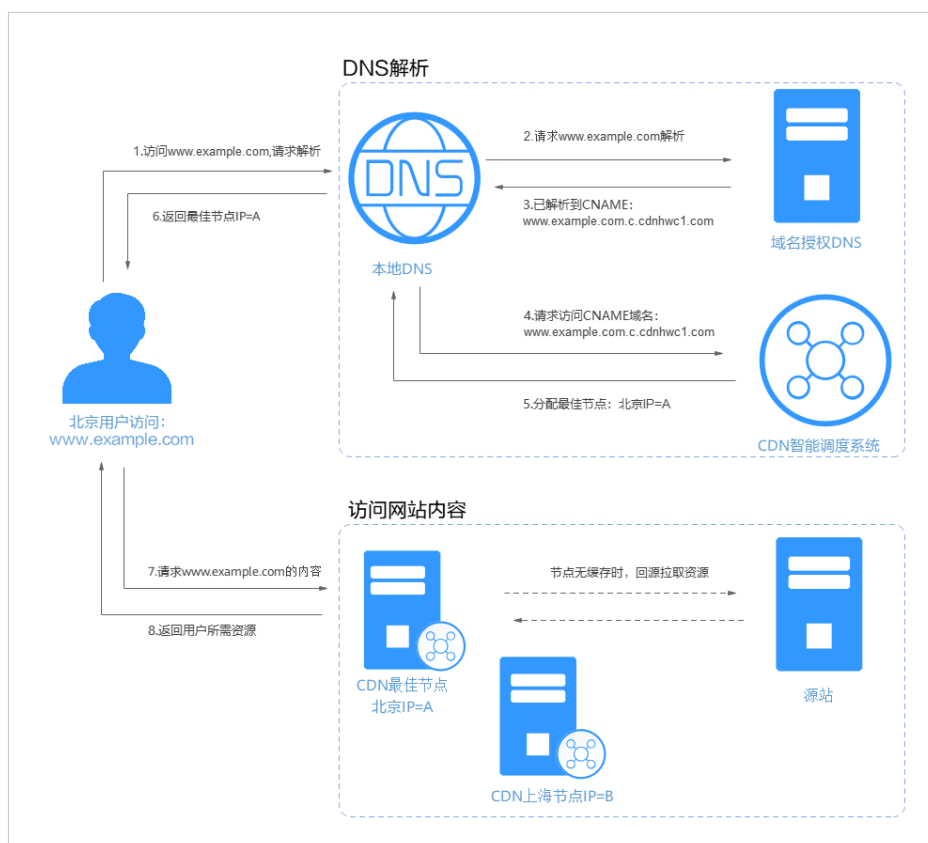 DNS解析
1.访问www.example.com,请求解析
6.返回最佳节点IP=A
DNS
本地DNS
2.请求www.example.com解析
3.已解析到CNAME：
www.example.com.c.cdnhwc1.com
域名授权DNS
4.请求访问CNAME域名：
www.example.com.c.cdnhwc1.com
5.分配最佳节点：北京IP=A
CDN智能调度系统
北京用户访问：
www.example.com
访问网站内容
7.请求www.example.com的内容
8.返回用户所需资源
CDN最佳节点
北京IP=A
节点无缓存时，回源拉取资源
源站
CDN上海节点IP=B